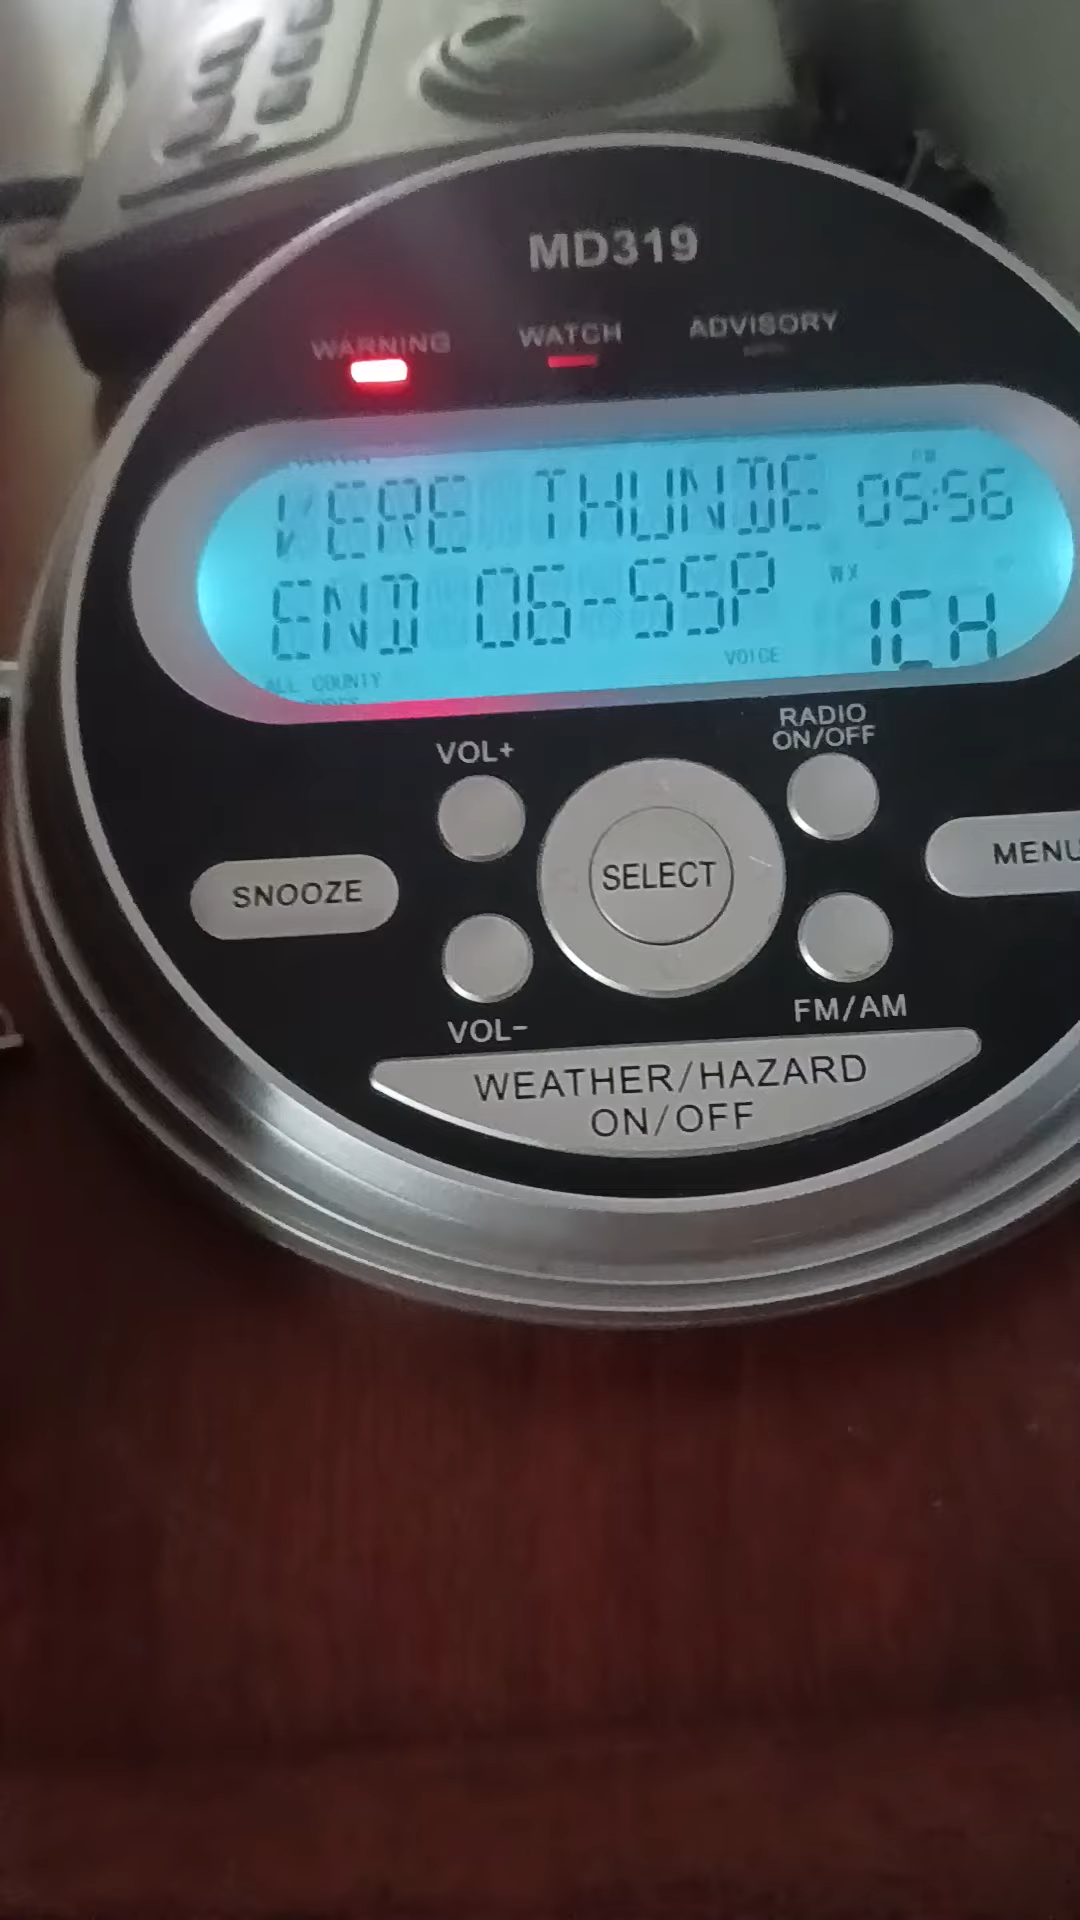 MD319
WARNING WATCH ADVISORY
VERE THUNDE 05:56
END 06-55P WX 1CH
ALL COUNTY VOICE
VOL+ RADIO
ON/OFF
SNOOZE SELECT MENU
VOL- FM/AM
WEATHER/HAZARD
ON/OFF